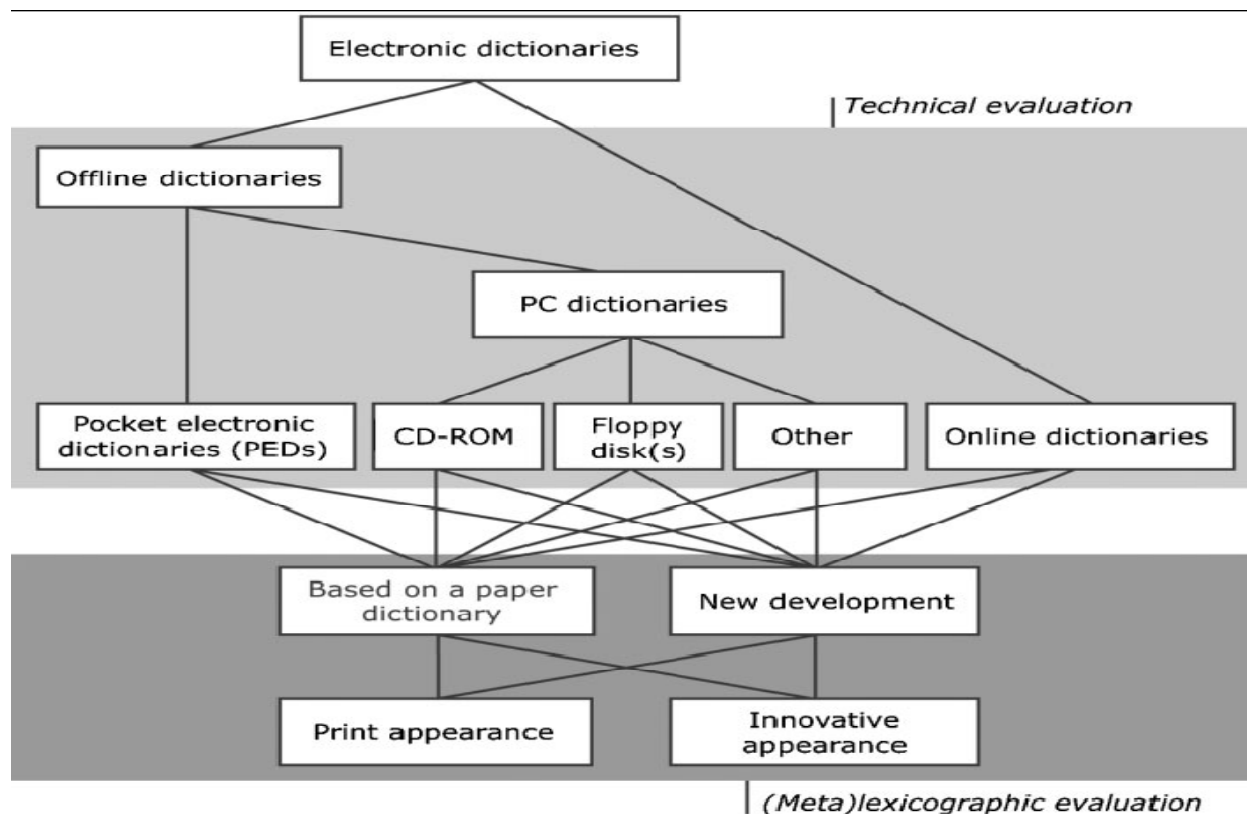 Electronic dictionaries
Technical evaluation
Offline dictionaries
PC dictionaries
Pocket electronic
dictionaries (PEDs)
CD-ROM
Floppy
disk(s)
Other
Online dictionaries
Based on a paper
dictionary
New development
Print appearance
Innovative
appearance
(Meta)lexicographic evaluation